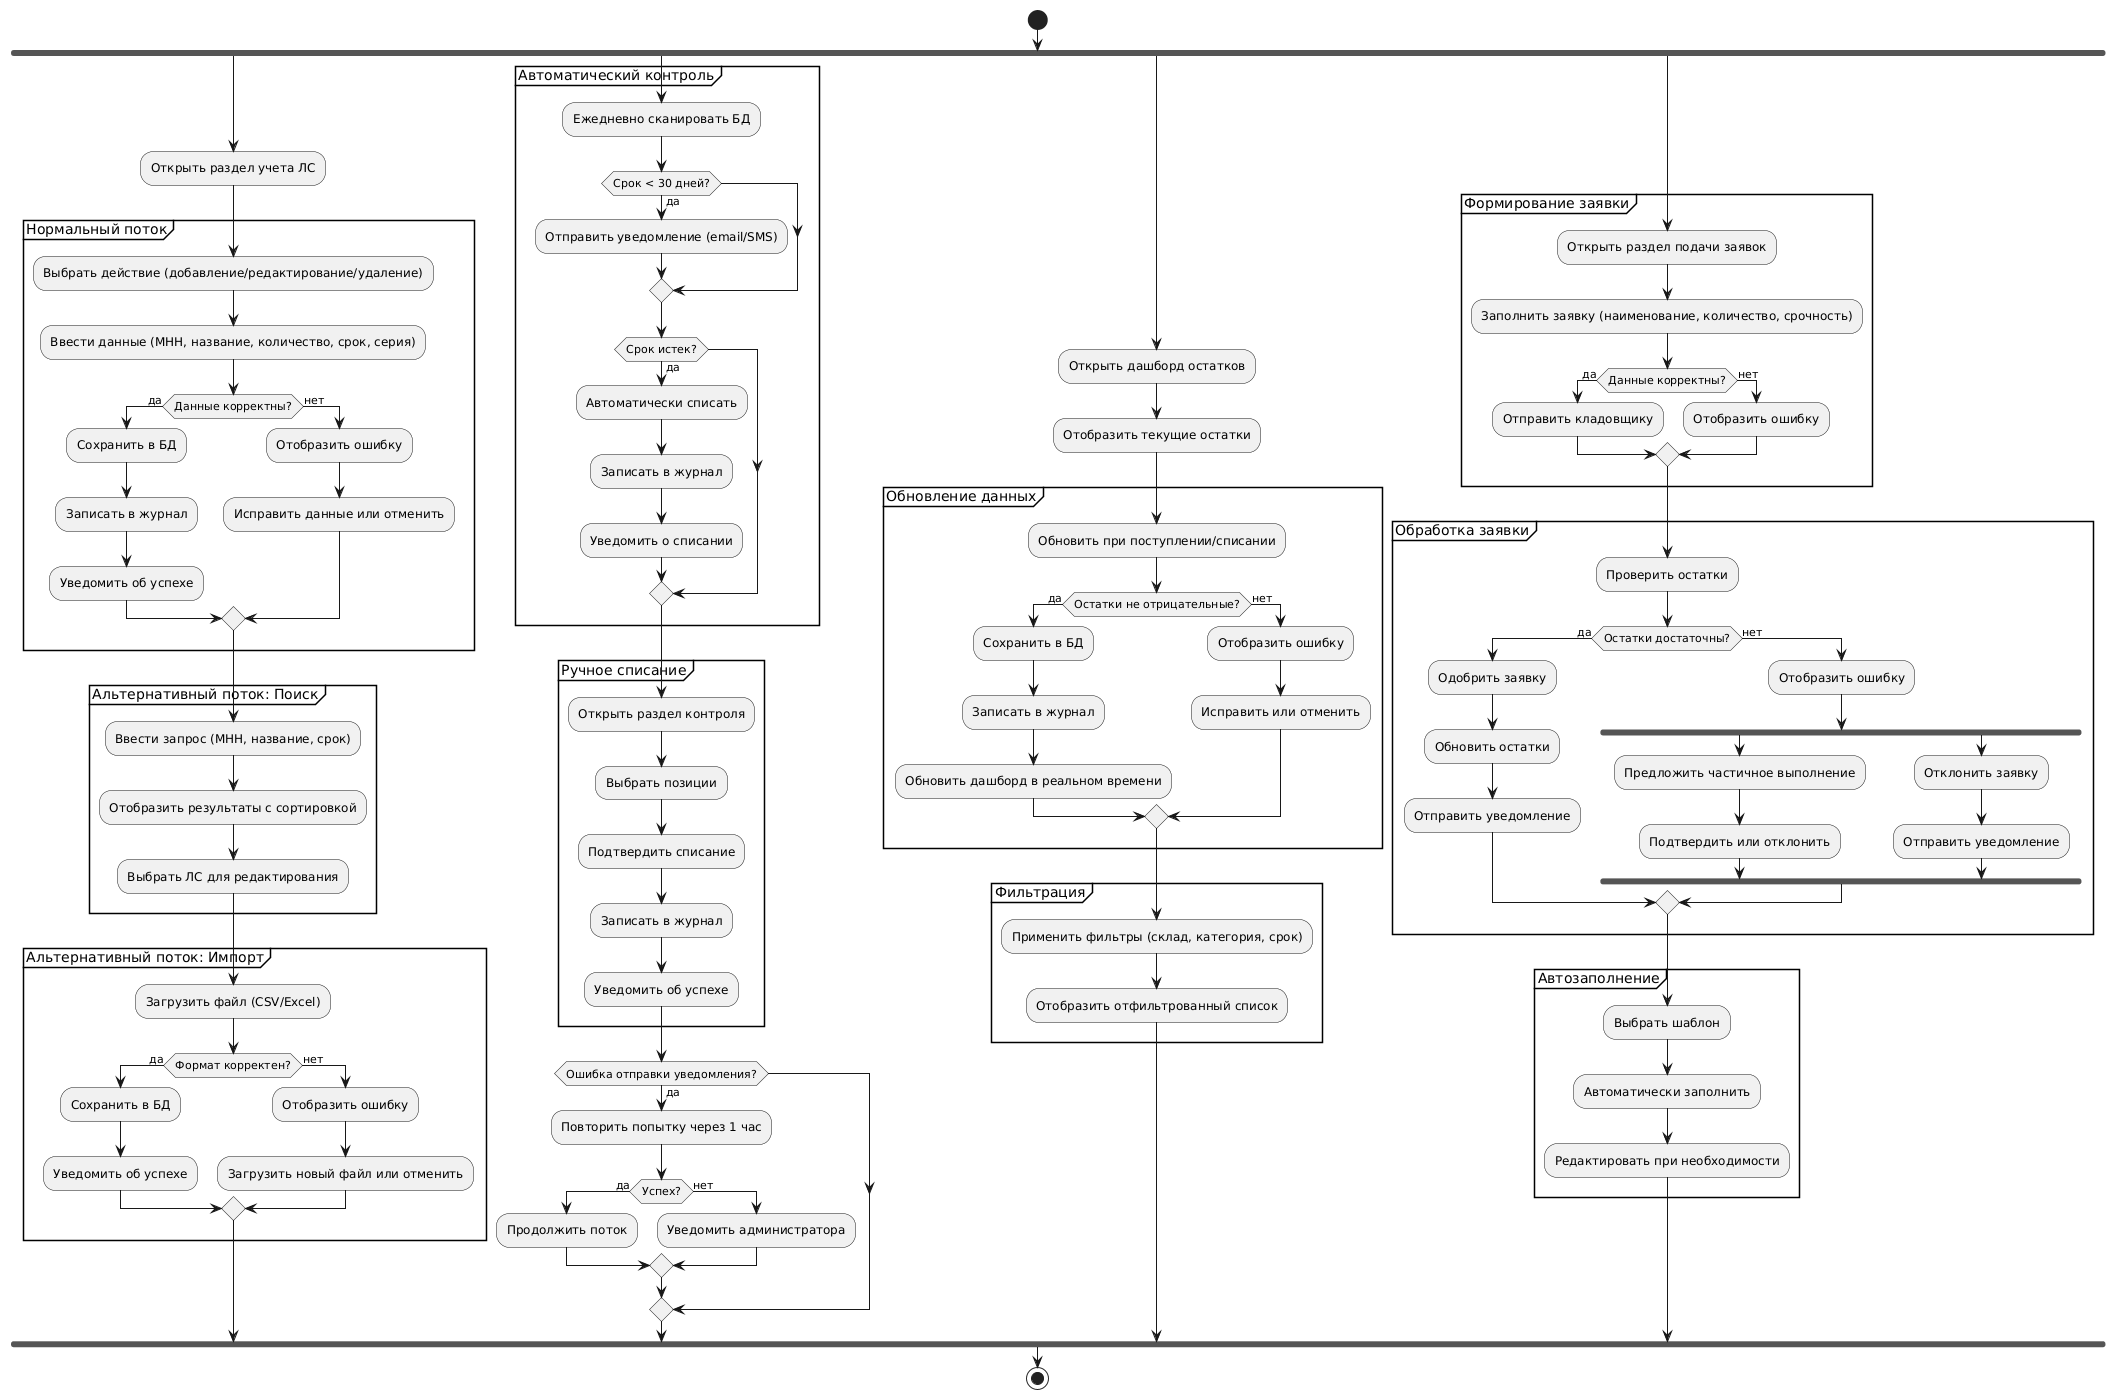 Открыть раздел учета ЛС
Нормальный поток
Выбрать действие (добавление/редактирование/удаление)
Ввести данные (МНН, название, количество, срок, серия)
Данные корректны?
да
нет
Сохранить в БД
Записать в журнал
Уведомить об успехе
Отобразить ошибку
Исправить данные или отменить
Альтернативный поток: Поиск
Ввести запрос (МНН, название, срок)
Отобразить результаты с сортировкой
Выбрать ЛС для редактирования
Альтернативный поток: Импорт
Загрузить файл (CSV/Excel)
Формат корректен?
да
нет
Сохранить в БД
Уведомить об успехе
Отобразить ошибку
Загрузить новый файл или отменить
Автоматический контроль
Ежедневно сканировать БД
Срок < 30 дней?
да
Отправить уведомление (email/SMS)
Срок истек?
да
Автоматически списать
Записать в журнал
Уведомить о списании
Ручное списание
Открыть раздел контроля
Выбрать позиции
Подтвердить списание
Записать в журнал
Уведомить об успехе
Ошибка отправки уведомления?
да
Повторить попытку через 1 час
Успех?
да
нет
Продолжить поток
Уведомить администратора
Открыть дашборд остатков
Отобразить текущие остатки
Обновление данных
Обновить при поступлении/списании
Остатки не отрицательные?
да
нет
Сохранить в БД
Записать в журнал
Обновить дашборд в реальном времени
Отобразить ошибку
Исправить или отменить
Фильтрация
Применить фильтры (склад, категория, срок)
Отобразить отфильтрованный список
Формирование заявки
Открыть раздел подачи заявок
Заполнить заявку (наименование, количество, срочность)
Данные корректны?
да
нет
Отправить кладовщику
Отобразить ошибку
Обработка заявки
Проверить остатки
Остатки достаточны?
да
нет
Одобрить заявку
Обновить остатки
Отправить уведомление
Отобразить ошибку
Предложить частичное выполнение
Подтвердить или отклонить
Отклонить заявку
Отправить уведомление
Автозаполнение
Выбрать шаблон
Автоматически заполнить
Редактировать при необходимости